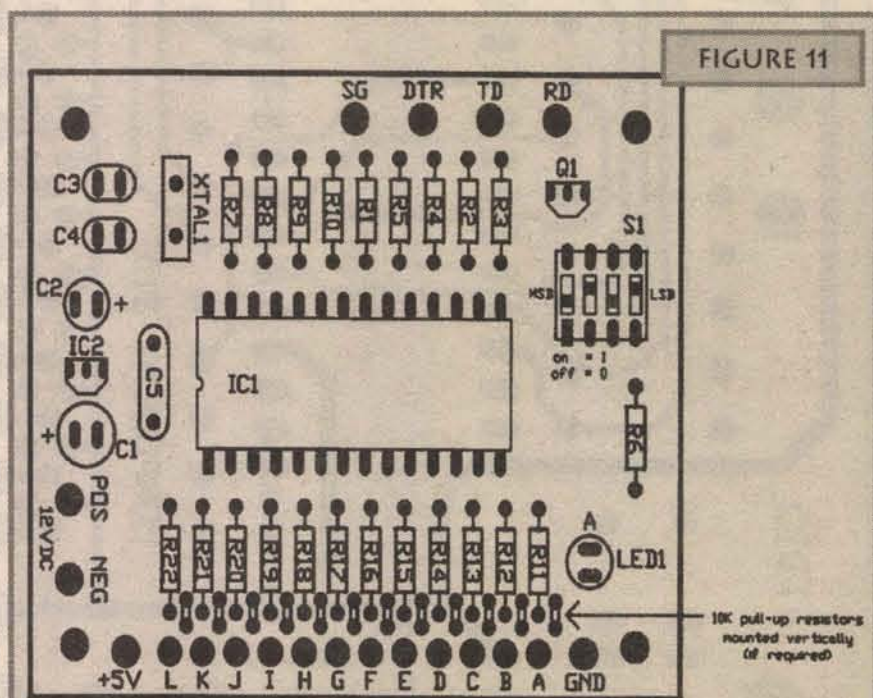 FIGURE 11
SG DTR TD RD
C3
XTAL1
R7 R8 R9 R10 R1 R5 R4 R2 R3
Q1
C4
S1
C2 +
MSB LSB
IC2
C5
IC1
on = 1
off = 0
+ C1
R6
POS
12VDC
NEG
R22 R21 R20 R19 R18 R17 R16 R15 R14 R13 R12 R11
A
LED1
10K pull-up resistors
mounted vertically
(if required)
+5V L K J I H G F E D C B A GND